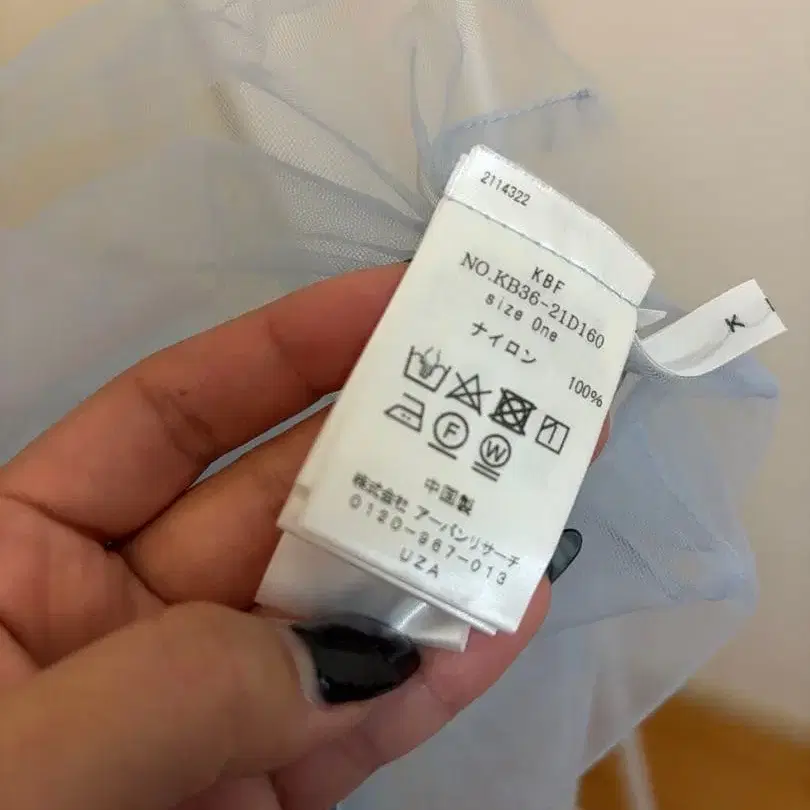 2114322
KBF
NO.KB36-21D160
size One
ナイロン 100%
F W
中国製
株式会社 アーバンリサーチ
0120-967-013
UZA
K